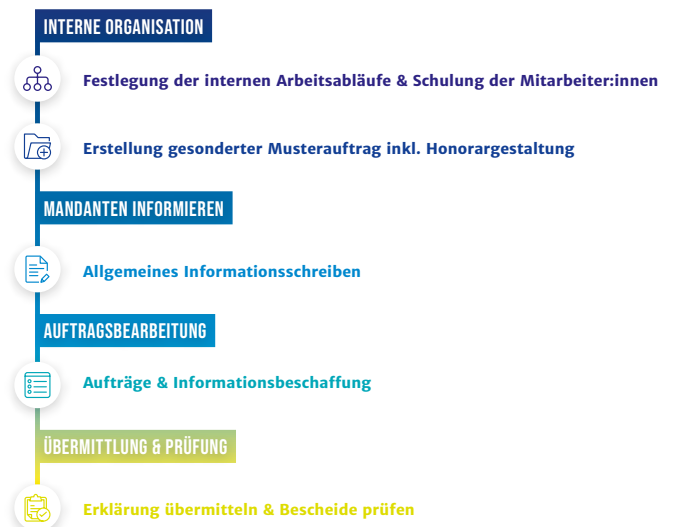 INTERNE ORGANISATION
Festlegung der internen Arbeitsabläufe & Schulung der Mitarbeiter:innen
Erstellung gesonderter Musterauftrag inkl. Honorargestaltung
MANDANTEN INFORMIEREN
Allgemeines Informationsschreiben
AUFTRAGSBEARBEITUNG
Aufträge & Informationsbeschaffung
ÜBERMITTLUNG & PRÜFUNG
Erklärung übermitteln & Bescheide prüfen